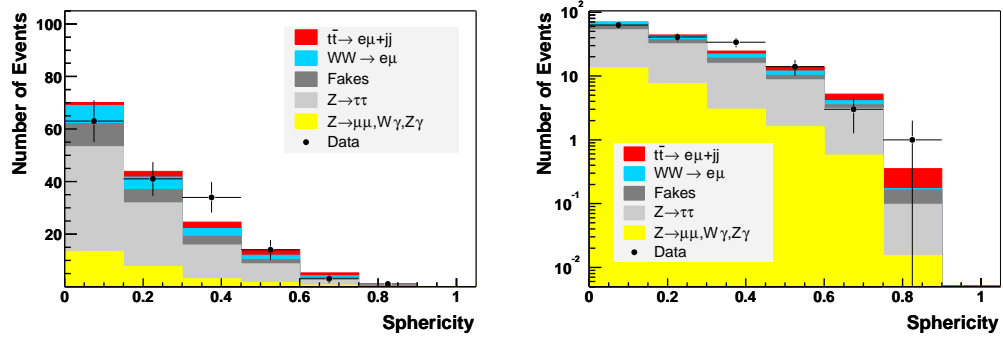 Number of Events
100
80
60
40
20
tt̄→ eμ+jj
WW → eμ
Fakes
Z→ττ
Z→μμ,Wγ,Zγ
Data
0 0.2 0.4 0.6 0.8 1
Sphericity
Number of Events
10²
10
1
10⁻¹
10⁻²
tt̄→ eμ+jj
WW → eμ
Fakes
Z→ττ
Z→μμ,Wγ,Zγ
Data
0 0.2 0.4 0.6 0.8 1
Sphericity